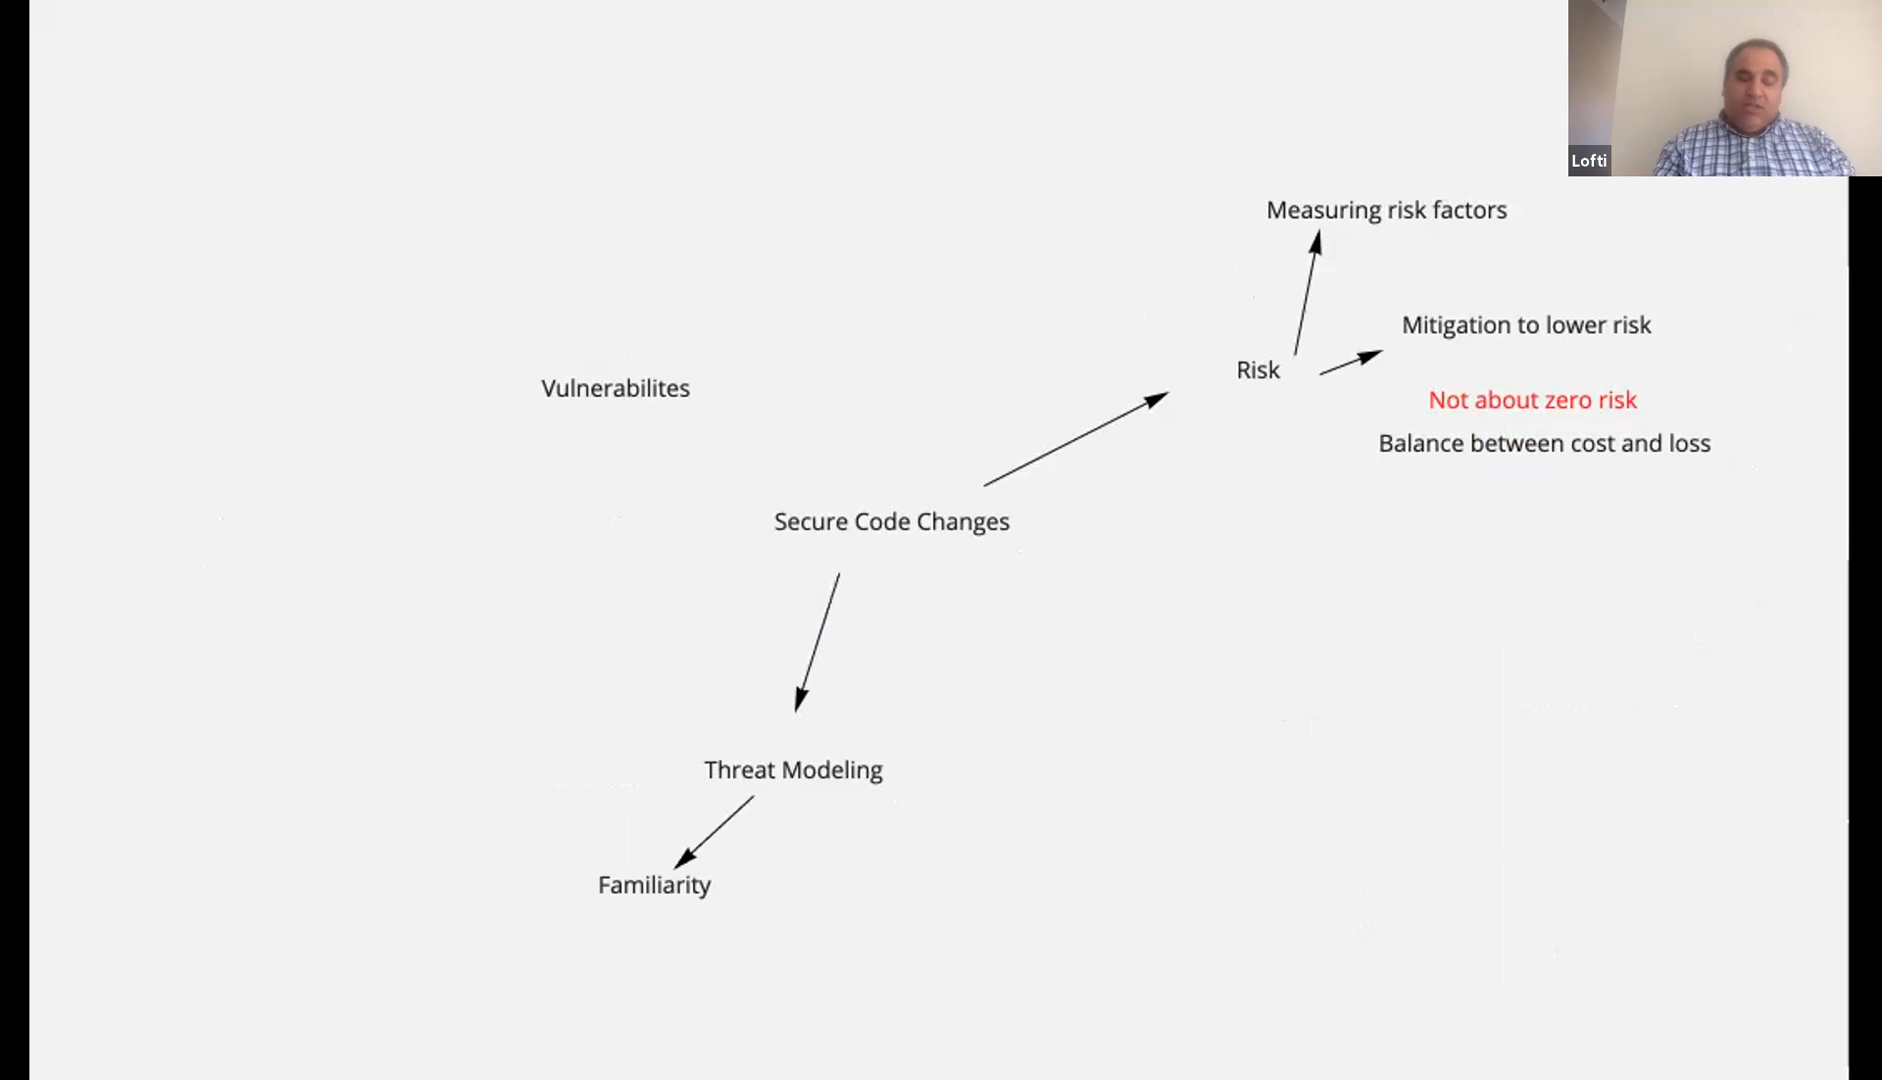 Lofti
Measuring risk factors
Mitigation to lower risk
Risk
Vulnerabilites
Not about zero risk
Balance between cost and loss
Secure Code Changes
Threat Modeling
Familiarity